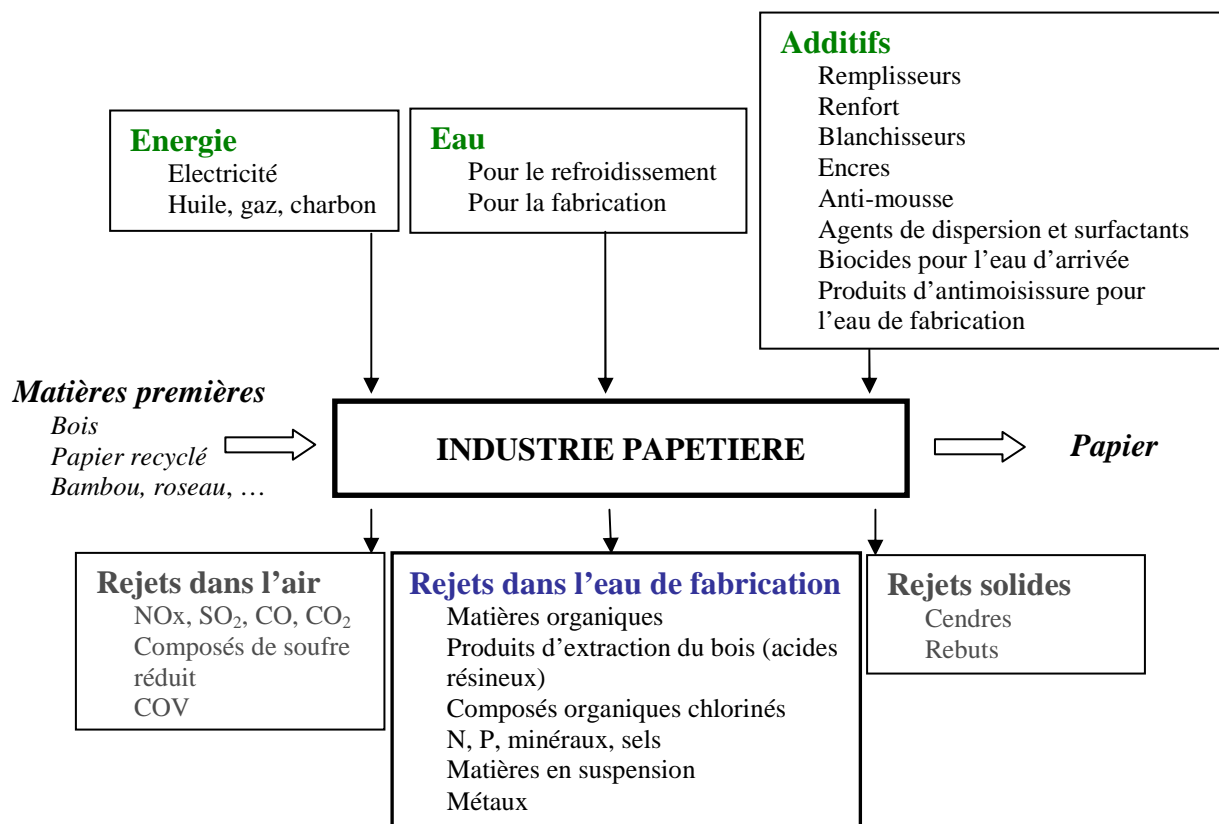 Additifs
Remplisseurs
Renfort
Blanchisseurs
Encres
Anti-mousse
Agents de dispersion et surfactants
Biocides pour l’eau d’arrivée
Produits d’antimoisissure pour
l’eau de fabrication
Energie
Electricité
Huile, gaz, charbon
Eau
Pour le refroidissement
Pour la fabrication
Matières premières
Bois
Papier recyclé
Bambou, roseau, …
INDUSTRIE PAPETIERE
Papier
Rejets dans l’air
NOx, SO₂, CO, CO₂
Composés de soufre
réduit
COV
Rejets dans l’eau de fabrication
Matières organiques
Produits d’extraction du bois (acides
résineux)
Composés organiques chlorinés
N, P, minéraux, sels
Matières en suspension
Métaux
Rejets solides
Cendres
Rebuts